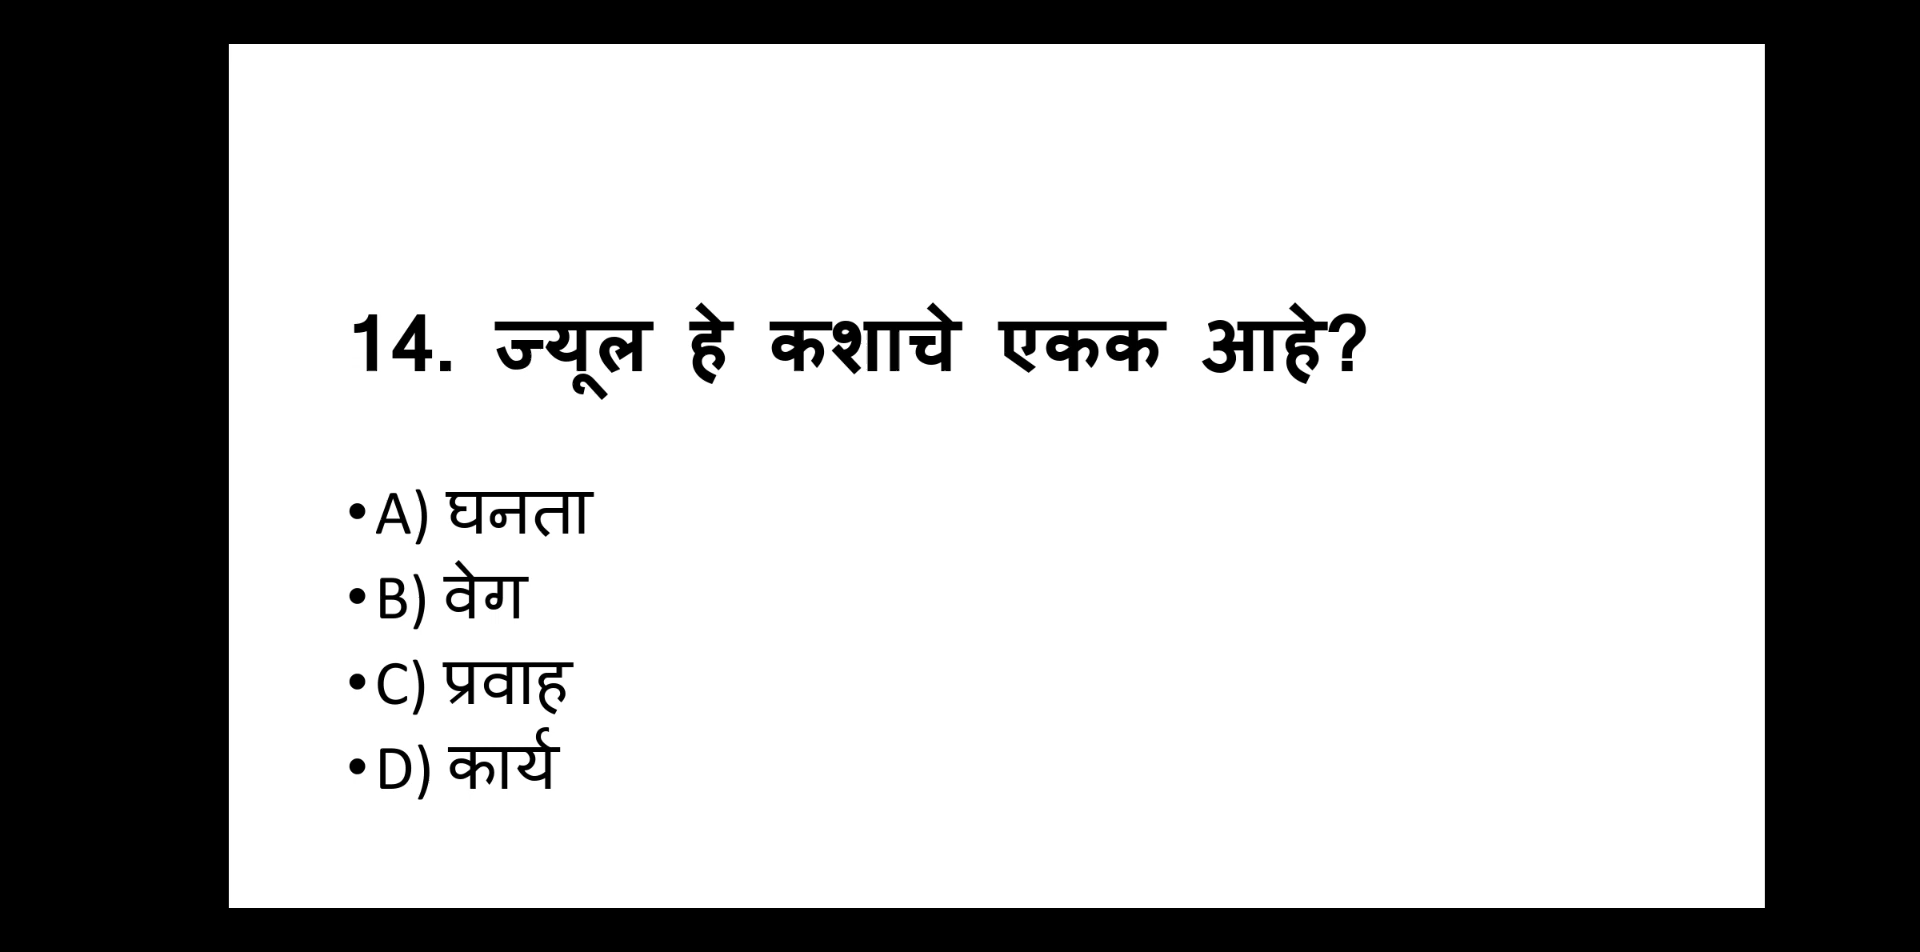 14. ज्यूल हे कशाचे एकक आहे?
•A) घनता
•B) वेग
•C) प्रवाह
•D) कार्य